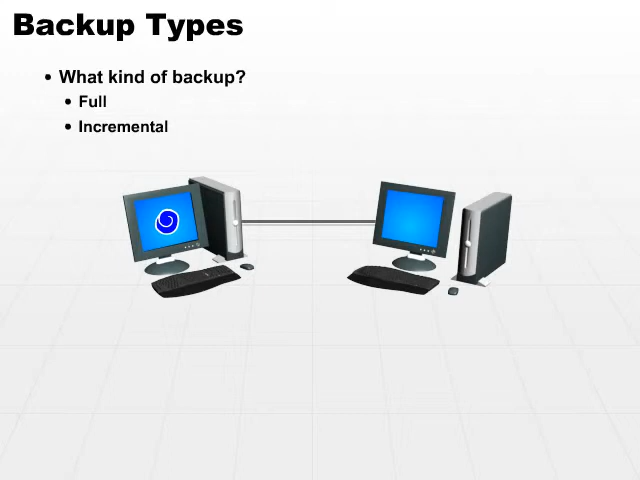 Backup Types
• What kind of backup?
• Full
• Incremental